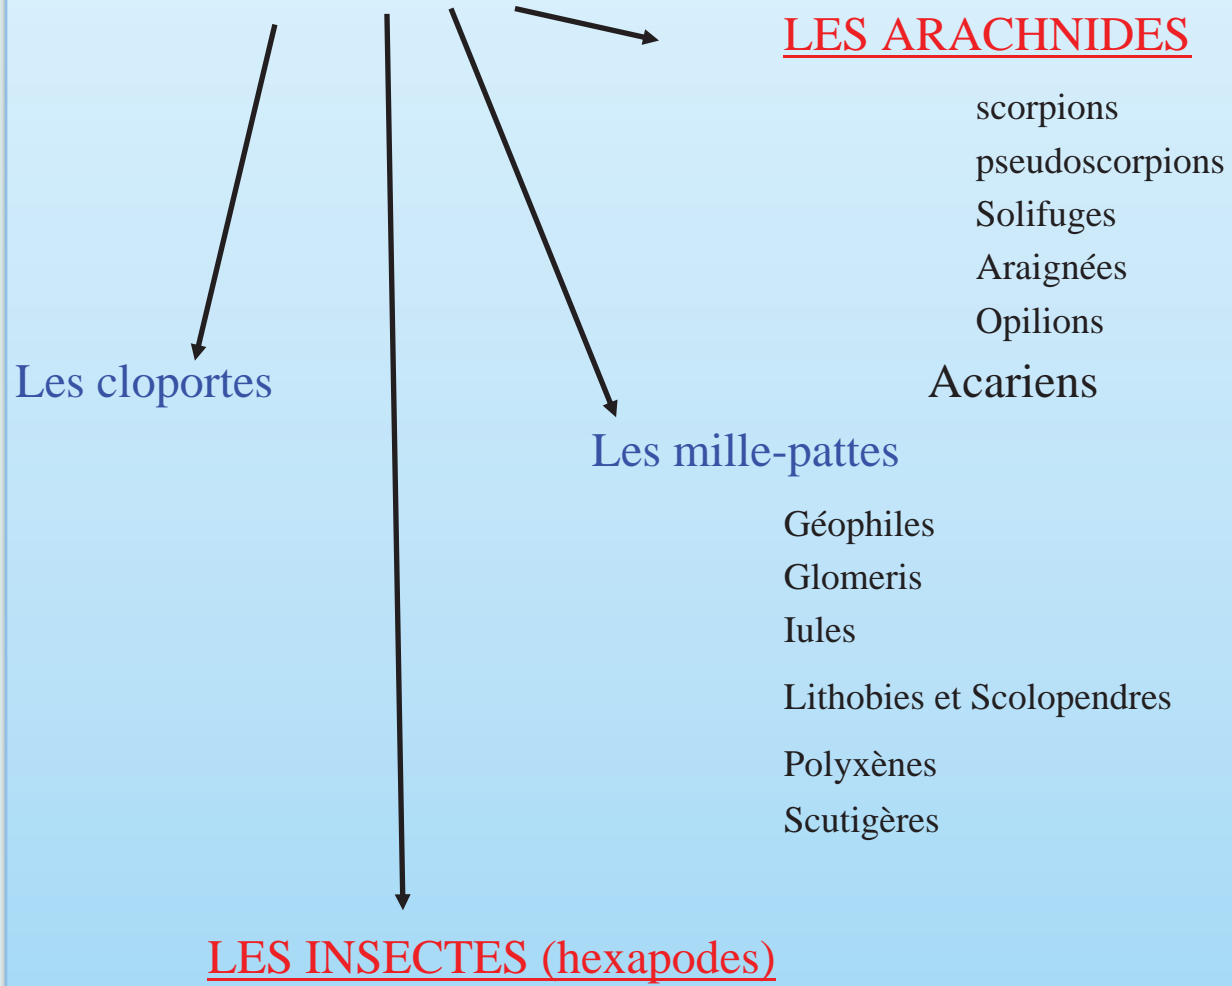 LES ARACHNIDES
scorpions
pseudoscorpions
Solifuges
Araignées
Opilions
Acariens
Les cloportes
Les mille-pattes
Géophiles
Glomeris
Iules
Lithobies et Scolopendres
Polyxènes
Scutigères
LES INSECTES (hexapodes)